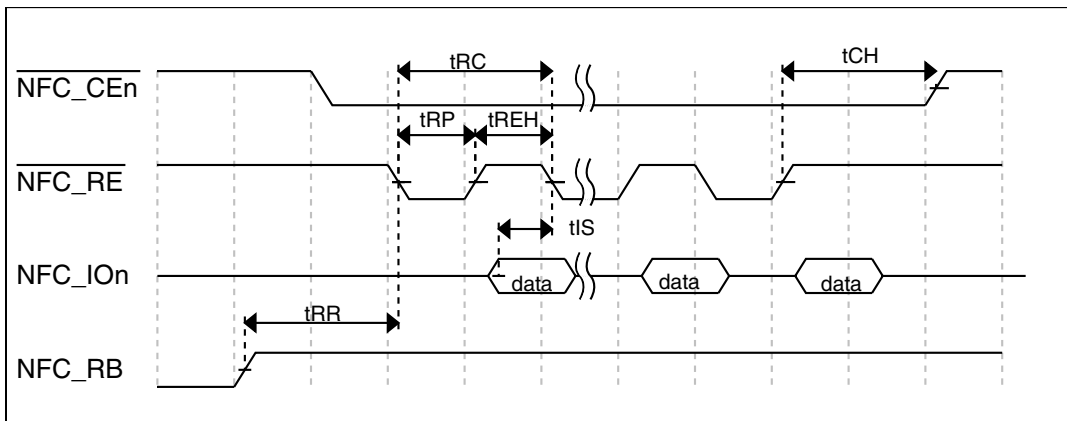 tRC
tCH
NFC_CEn
tRP
tREH
NFC_RE
tIS
NFC_IOn
data
data
data
tRR
NFC_RB